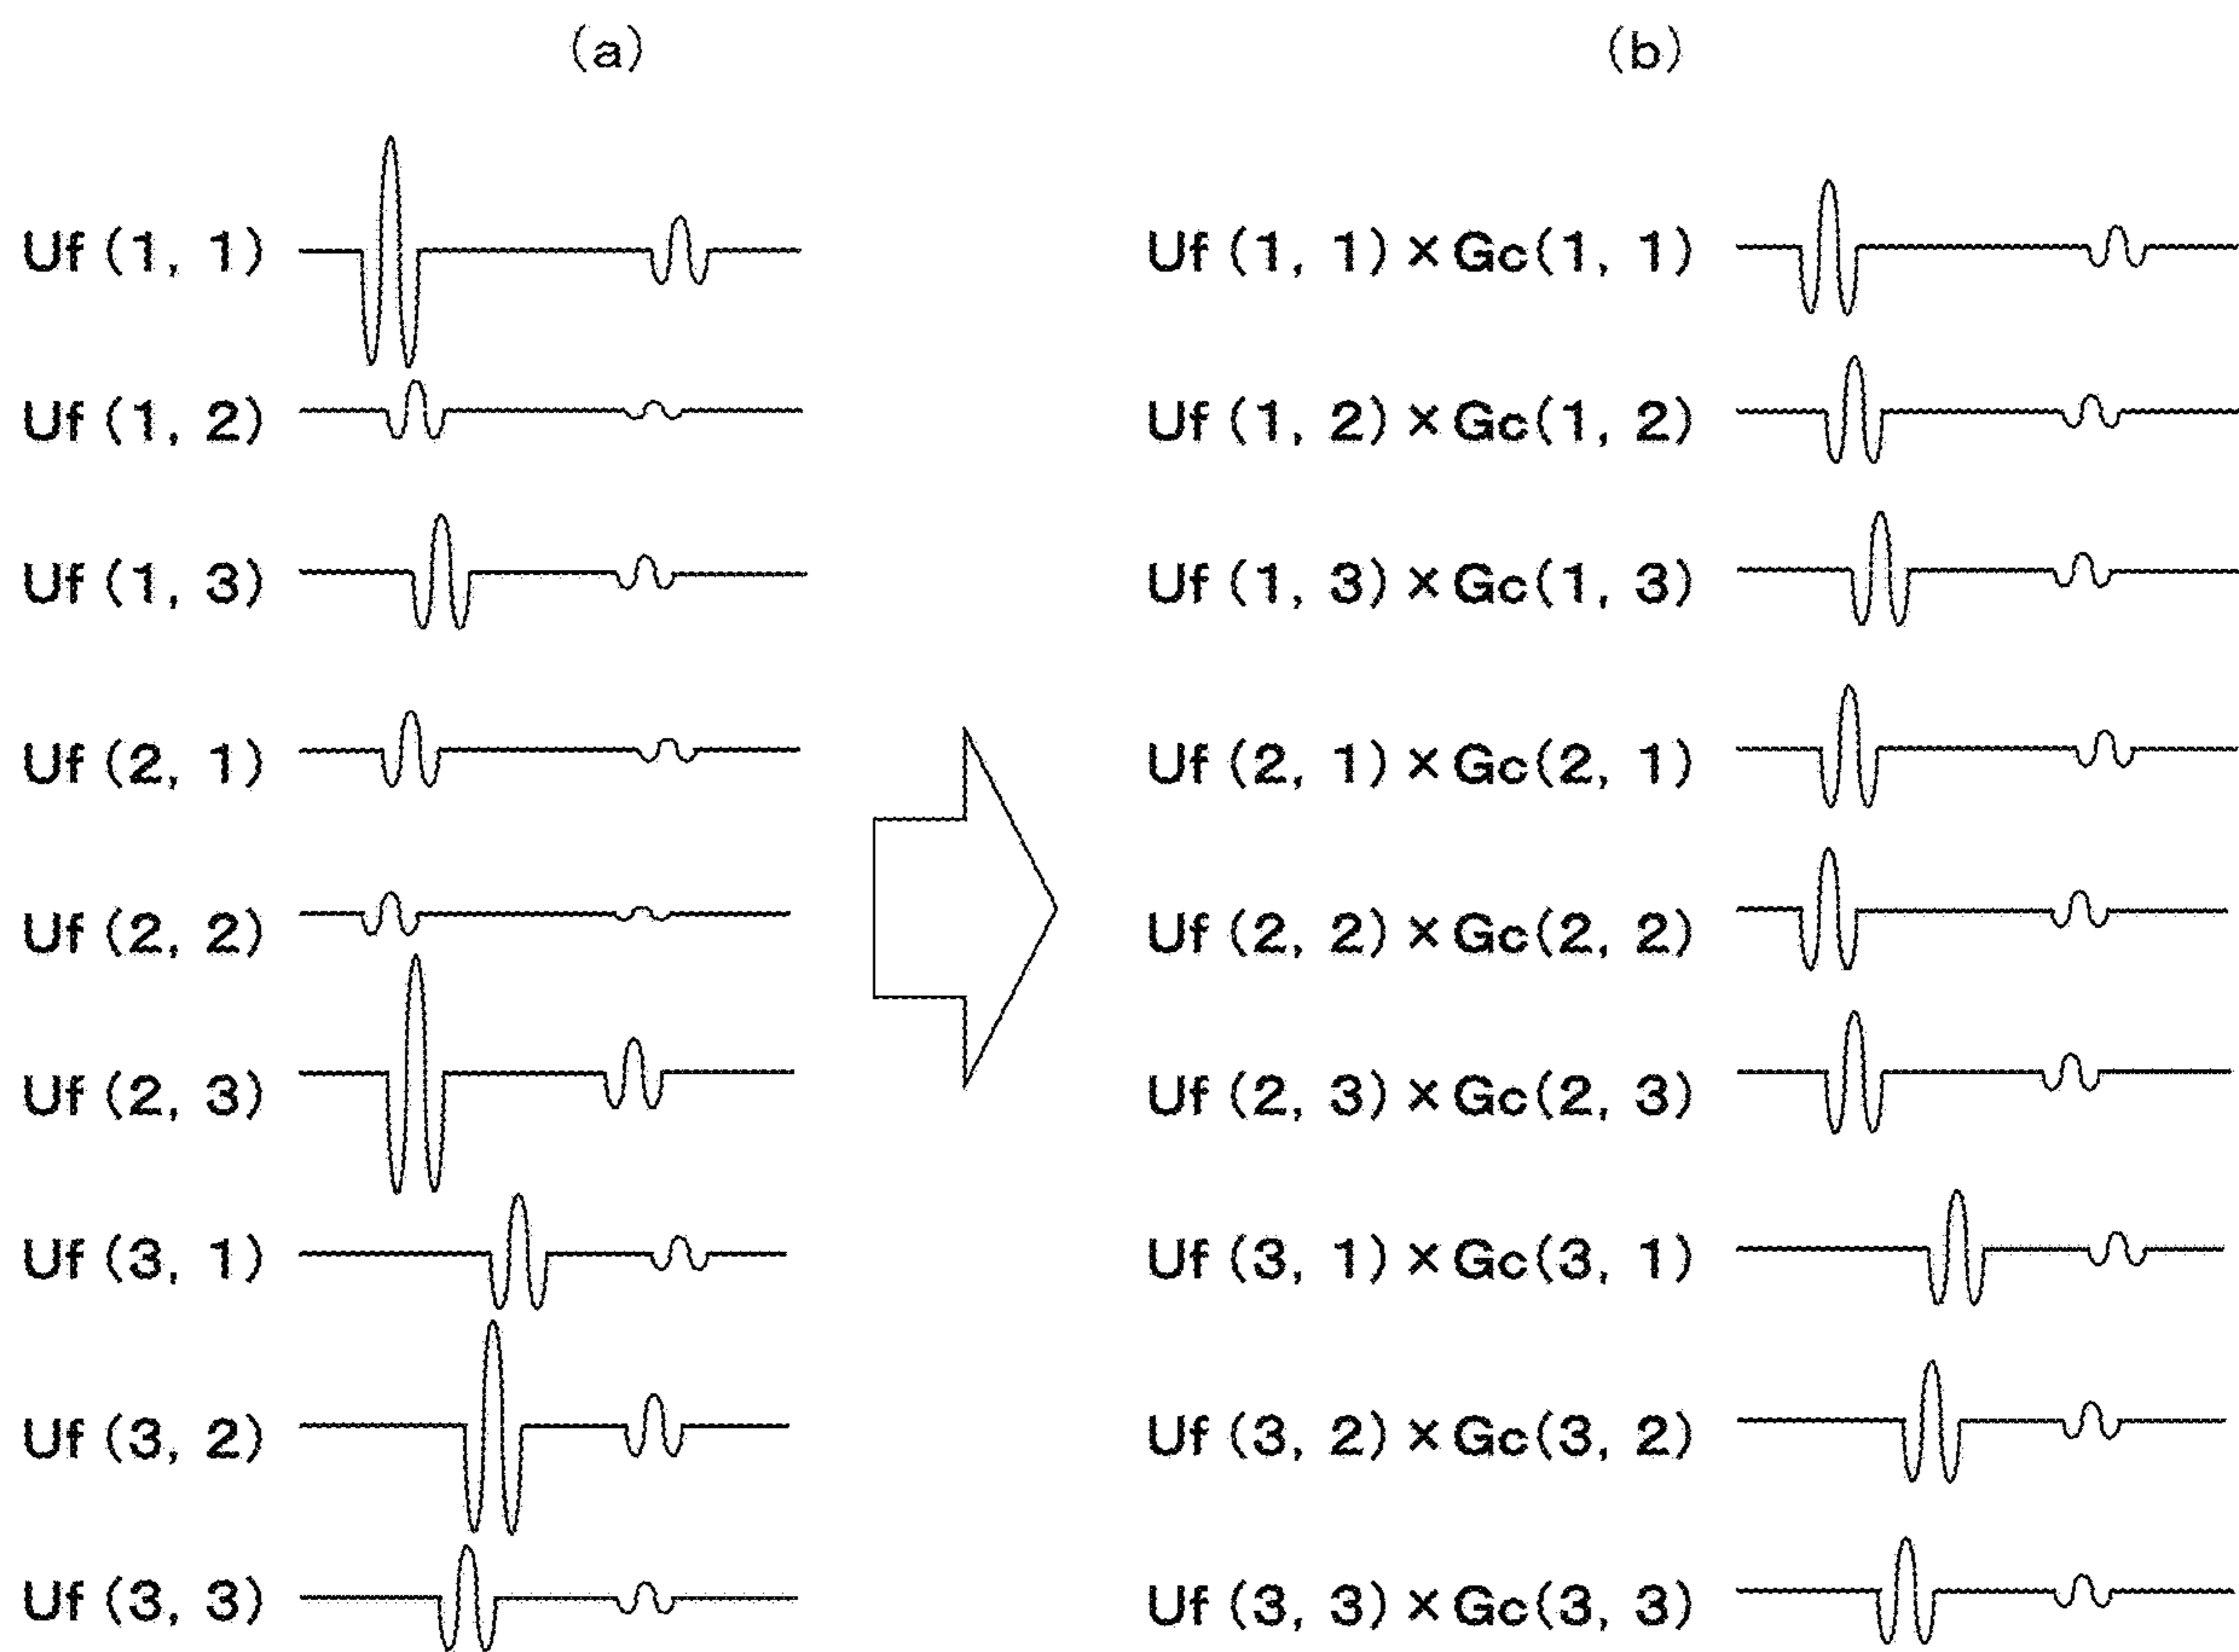 (a)
Uf (1, 1)
Uf (1, 2)
Uf (1, 3)
Uf (2, 1)
Uf (2, 2)
Uf (2, 3)
Uf (3, 1)
Uf (3, 2)
Uf (3, 3)
(b)
Uf (1, 1) × Gc(1, 1)
Uf (1, 2) × Gc(1, 2)
Uf (1, 3) × Gc(1, 3)
Uf (2, 1) × Gc(2, 1)
Uf (2, 2) × Gc(2, 2)
Uf (2, 3) × Gc(2, 3)
Uf (3, 1) × Gc(3, 1)
Uf (3, 2) × Gc(3, 2)
Uf (3, 3) × Gc(3, 3)